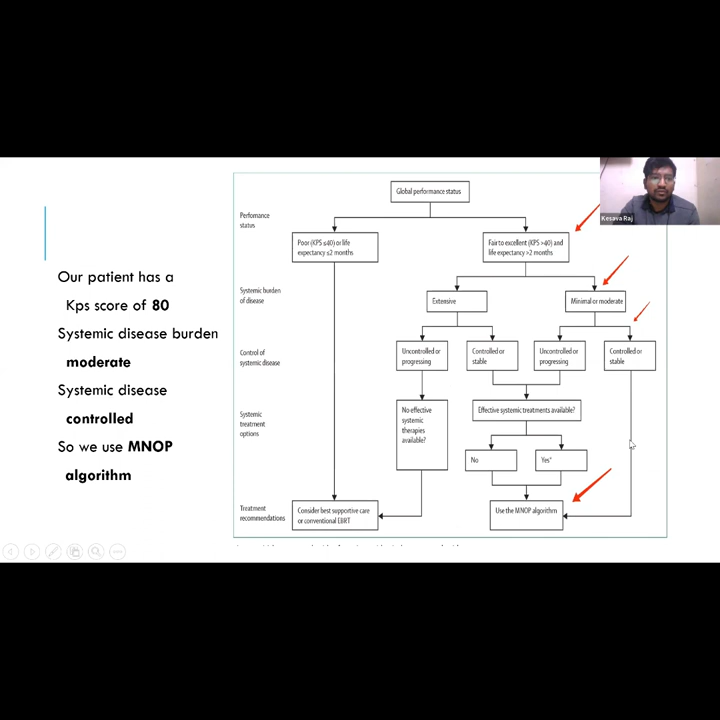 Our patient has a
Kps score of 80
Systemic disease burden
moderate
Systemic disease
controlled
So we use MNOP
algorithm
Global performance status
Performance
status
Poor (KPS ≤40) or life
expectancy ≤2 months
Fair to excellent (KPS >40) and
life expectancy >2 months
Systemic burden
of disease
Extensive
Minimal or moderate
Control of
systemic disease
Uncontrolled or
progressing
Controlled or
stable
Uncontrolled or
progressing
Controlled or
stable
Systemic
treatment
options
No effective
systemic
therapies
available?
Effective systemic treatments available?
No
Yes*
Treatment
recommendations
Consider best supportive care
or conventional EBRT
Use the MNOP algorithm
Kesava Raj